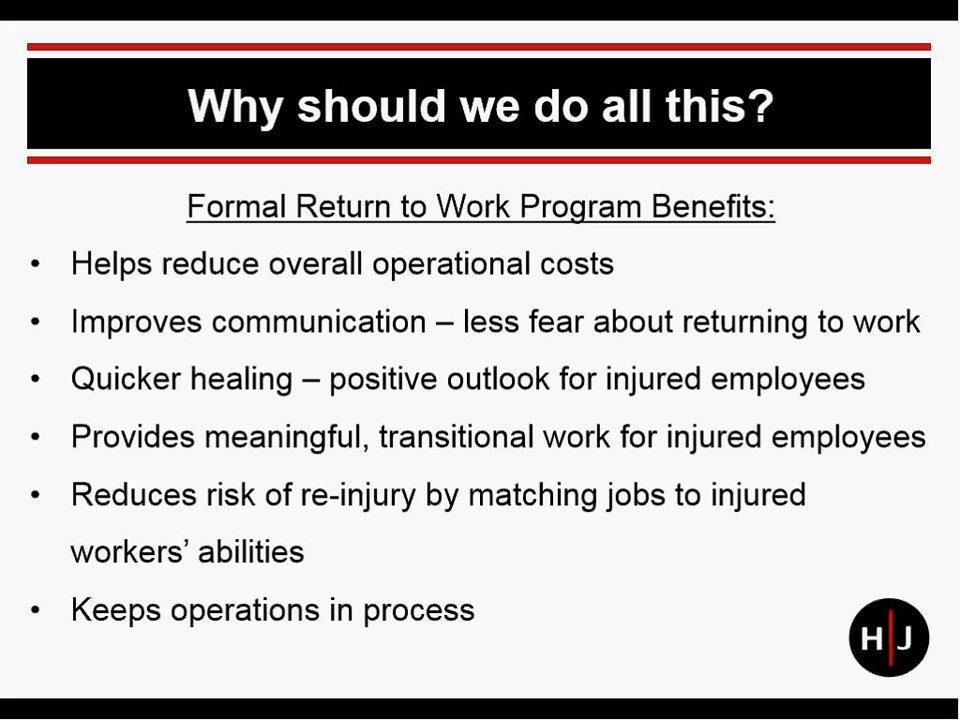 Why should we do all this?
Formal Return to Work Program Benefits:
• Helps reduce overall operational costs
• Improves communication – less fear about returning to work
• Quicker healing – positive outlook for injured employees
• Provides meaningful, transitional work for injured employees
• Reduces risk of re-injury by matching jobs to injured
workers’ abilities
• Keeps operations in process
H|J